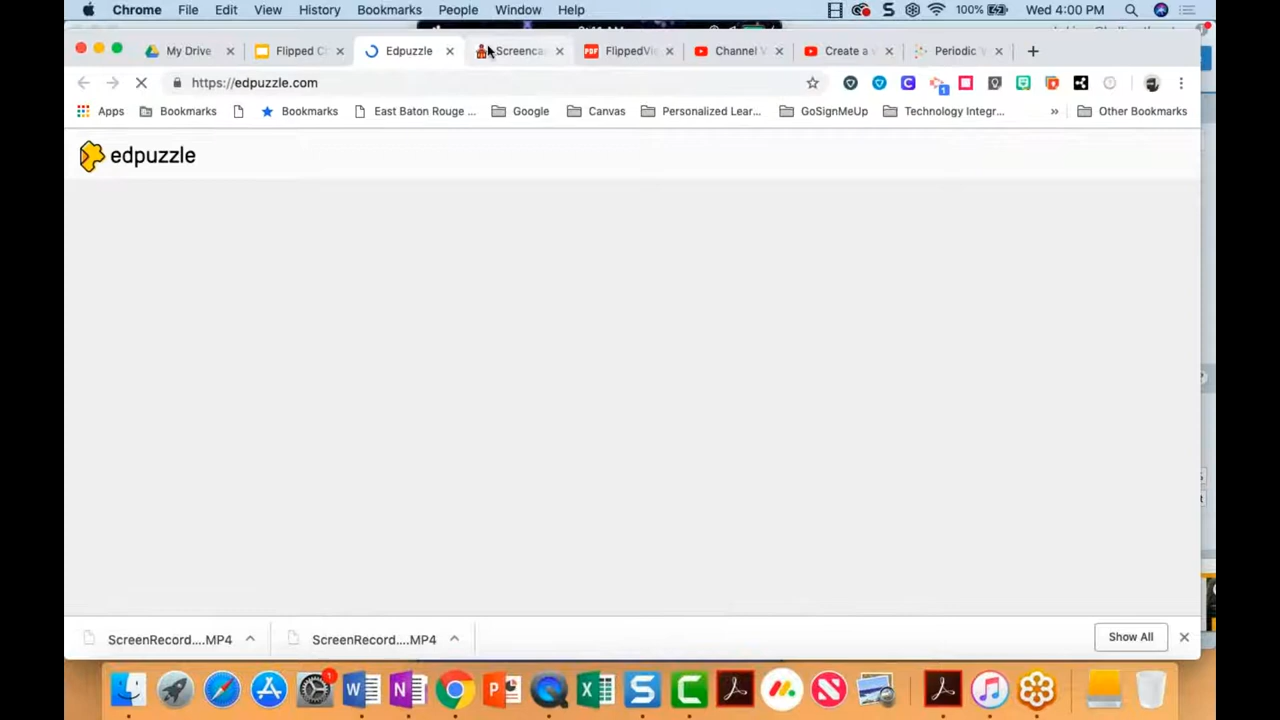 Chrome File Edit View History Bookmarks People Window Help 100% Wed 4:00 PM
My Drive Flipped C Edpuzzle Screenca FlippedVi Channel V Create a v Periodic
https://edpuzzle.com
Apps Bookmarks Bookmarks East Baton Rouge ... Google Canvas Personalized Lear... GoSignMeUp Technology Integr... » Other Bookmarks
edpuzzle
ScreenRecord....MP4 ScreenRecord....MP4 Show All